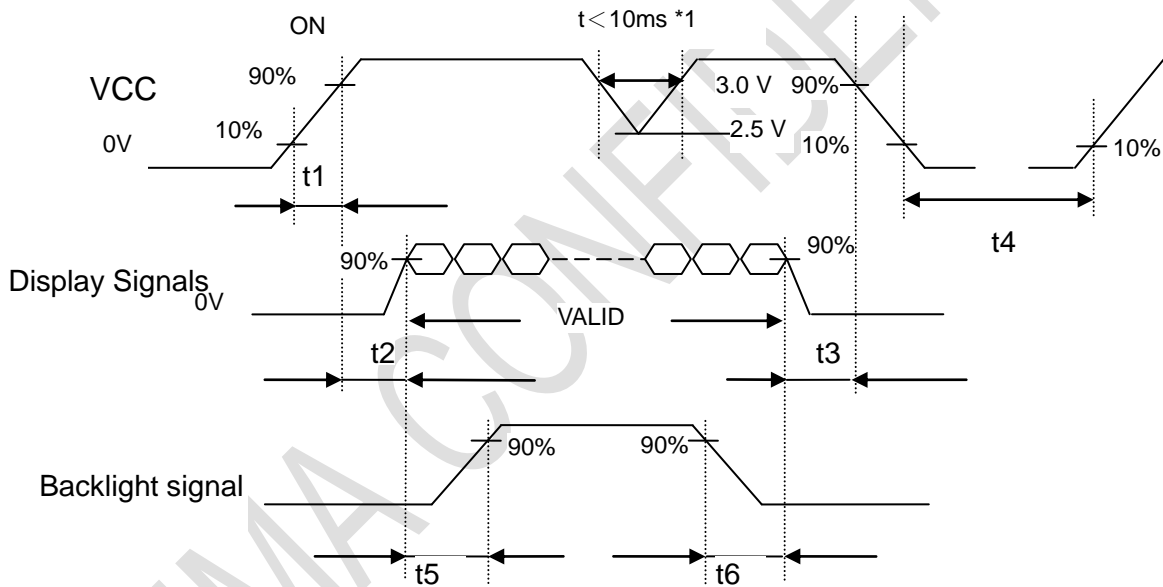 ON
t＜10ms *1
90%
VCC
3.0 V
90%
10%
2.5 V
0V
10%
10%
t1
t4
90%
90%
Display Signals
0V
VALID
t2
t3
90%
90%
Backlight signal
t5
t6